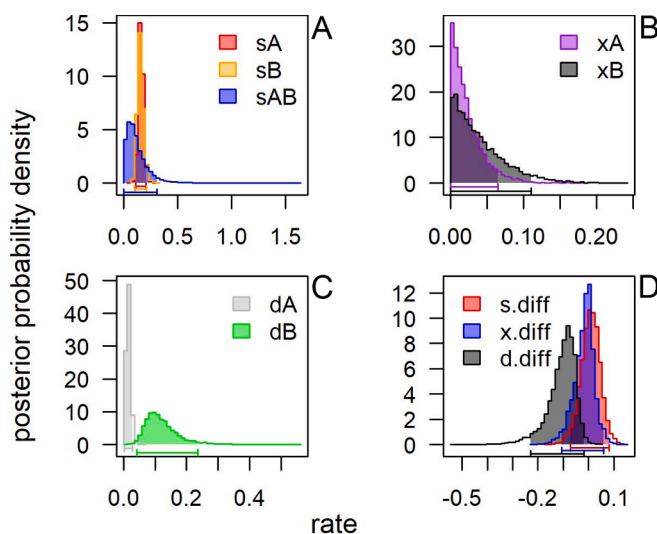 A
sA
sB
sAB
15
10
5
0
0.0 0.5 1.0 1.5
B
xA
xB
30
20
10
0
0.00 0.10 0.20
C
dA
dB
50
40
30
20
10
0
0.0 0.2 0.4
D
s.diff
x.diff
d.diff
12
10
8
6
4
2
0
-0.5 -0.2 0.1
posterior probability density
rate